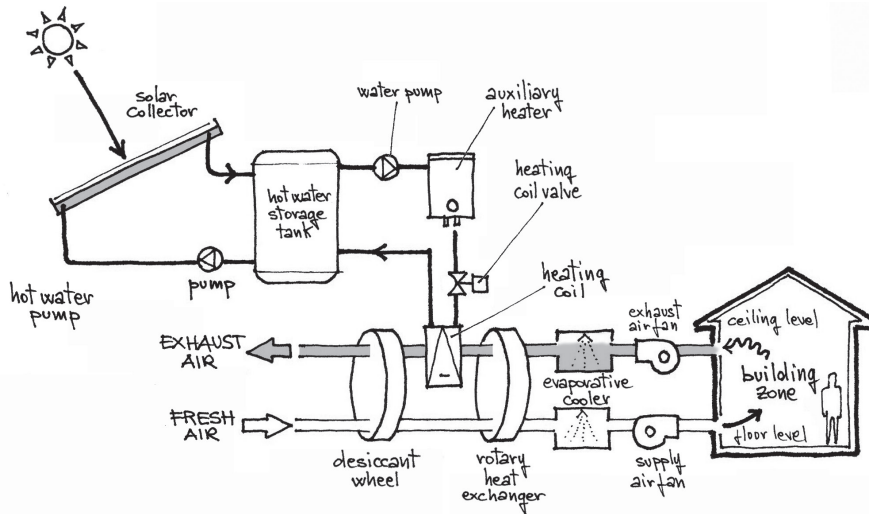 solar
collector
water pump
auxiliary
heater
heating
coil valve
hot water
storage
tank
pump
hot water
pump
heating
coil
exhaust
air fan
ceiling level
EXHAUST
AIR
building
zone
evaporative
cooler
FRESH
AIR
floor level
desiccant
wheel
rotary
heat
exchanger
supply
air fan